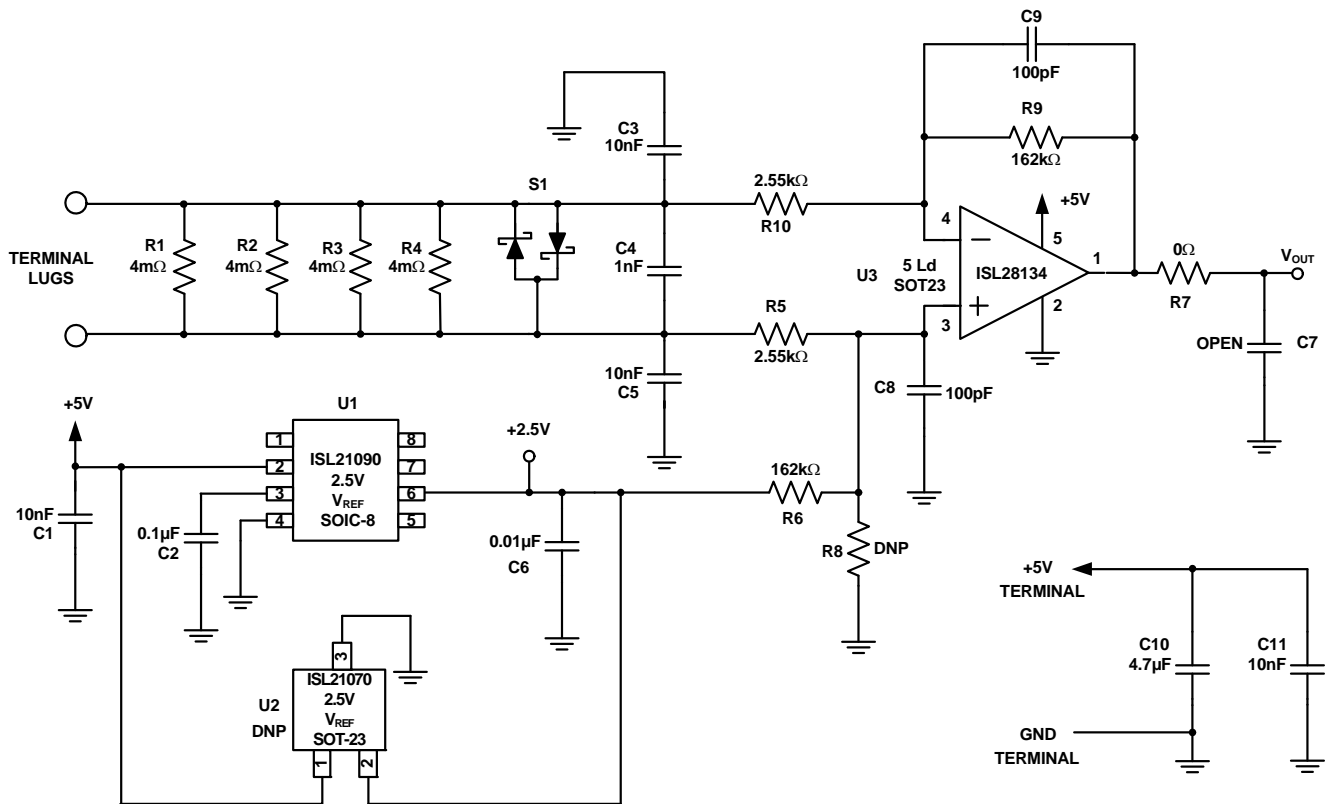 C9
100pF
R9
162kΩ
C3
10nF
S1
2.55kΩ
R10
+5V
4
5
TERMINAL
LUGS
R1
4mΩ
R2
4mΩ
R3
4mΩ
R4
4mΩ
C4
1nF
U3
5 Ld
SOT23
ISL28134
1
0Ω
R7
VOUT
R5
2.55kΩ
3
2
OPEN
C7
10nF
C5
C8
100pF
+5V
U1
1
2
3
4
ISL21090
2.5V
VREF
SOIC-8
8
7
6
5
+2.5V
162kΩ
R6
10nF
C1
0.1µF
C2
0.01µF
C6
R8
DNP
+5V
TERMINAL
C10
4.7µF
C11
10nF
GND
TERMINAL
U2
DNP
3
ISL21070
2.5V
VREF
SOT-23
1
2